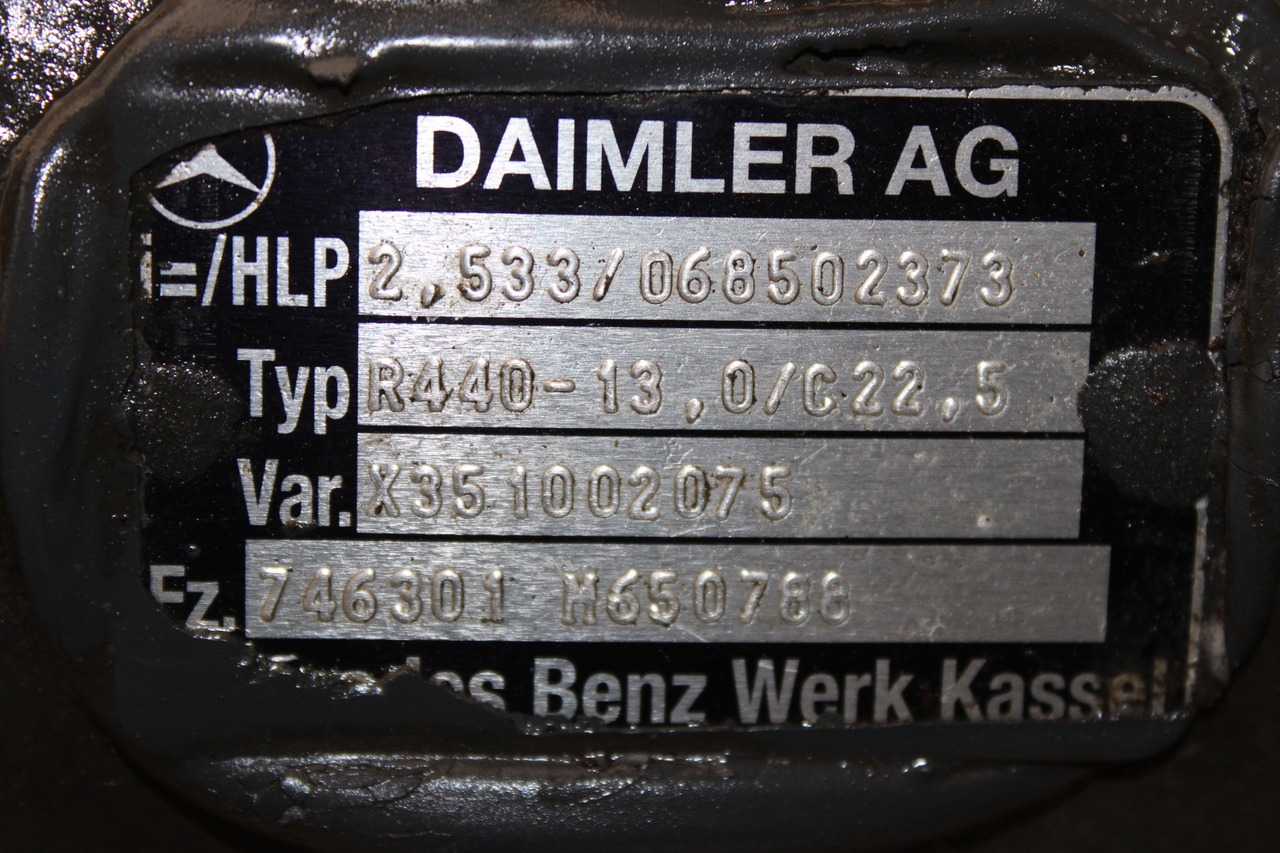 DAIMLER AG
i=/HLP 2,533/068502373
Typ R440-13,0/C22,5
Var. X351002075
Fz. 746301 M650788
Benz Werk Kassel